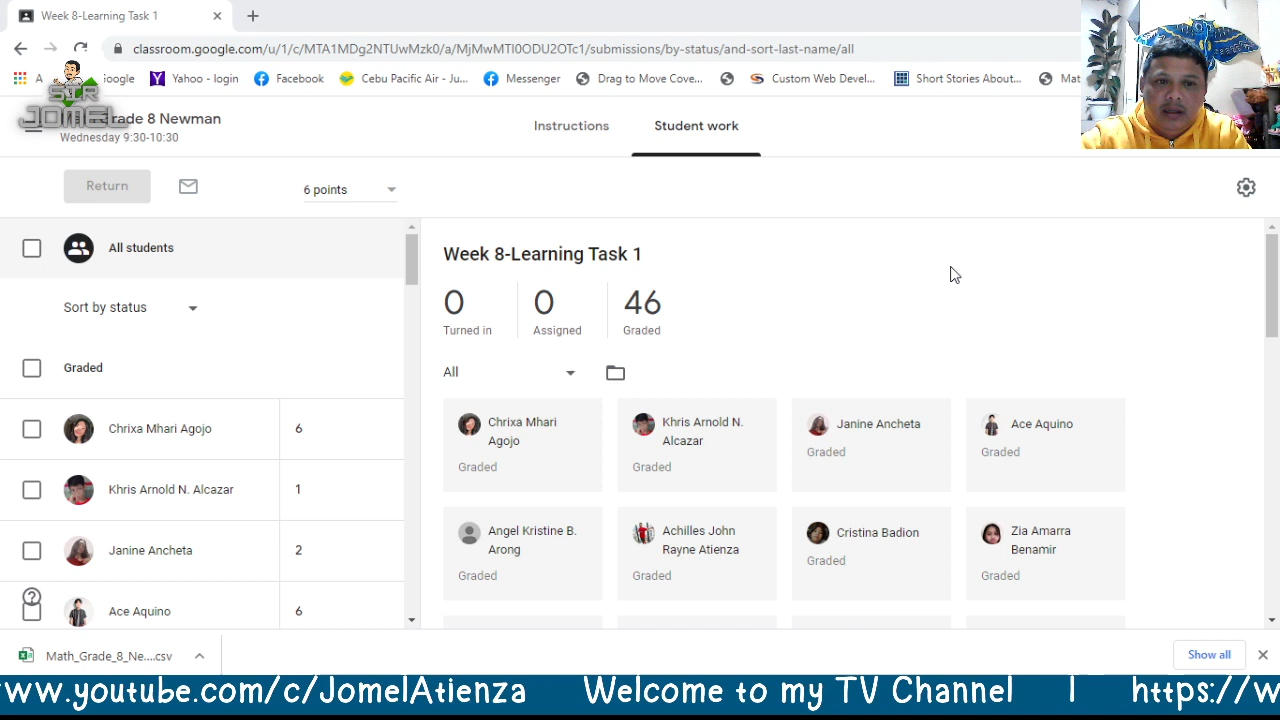 Week 8-Learning Task 1
classroom.google.com/u/1/c/MTA1MDg2NTUwMzk0/a/MjMwMTI0ODU2OTc1/submissions/by-status/and-sort-last-name/all
A
oogle
Yahoo - login
Facebook
Cebu Pacific Air - Ju...
Messenger
Drag to Move Cove...
Custom Web Devel...
Short Stories About...
Mat
SIR
JOMEL
Grade 8 Newman
Wednesday 9:30-10:30
Instructions
Student work
Return
6 points
All students
Sort by status
Graded
Chrixa Mhari Agojo 6
Khris Arnold N. Alcazar 1
Janine Ancheta 2
Ace Aquino 6
Week 8-Learning Task 1
0 0 46
Turned in Assigned Graded
All
Chrixa Mhari
Agojo
Graded
Khris Arnold N.
Alcazar
Graded
Janine Ancheta
Graded
Ace Aquino
Graded
Angel Kristine B.
Arong
Graded
Achilles John
Rayne Atienza
Graded
Cristina Badion
Graded
Zia Amarra
Benamir
Graded
Math_Grade_8_Ne....csv
Show all
www.youtube.com/c/JomelAtienza Welcome to my TV Channel | https://w